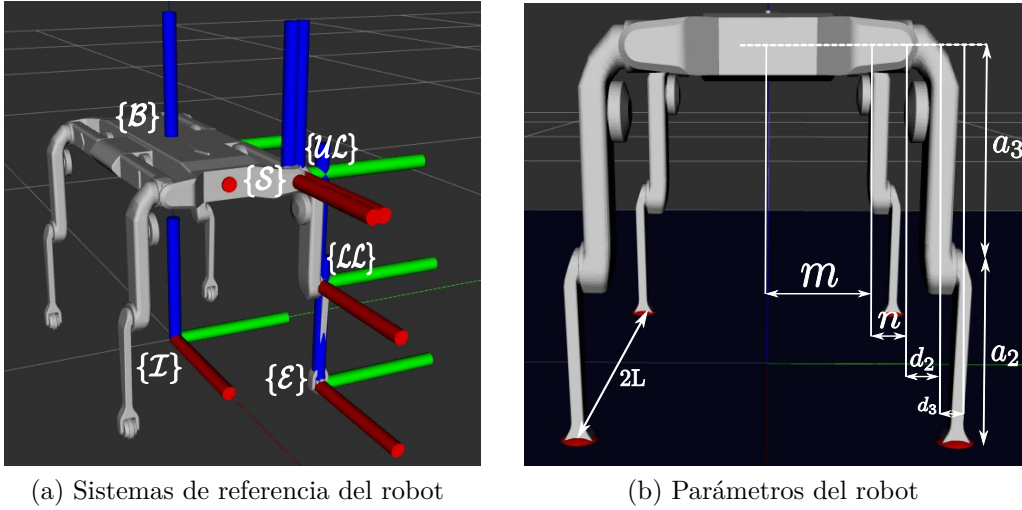 {B}
{UL}
{S}
{LL}
{I}
{E}
a₃
m
n
a₂
d₂
2L
d₃
(a) Sistemas de referencia del robot
(b) Parámetros del robot